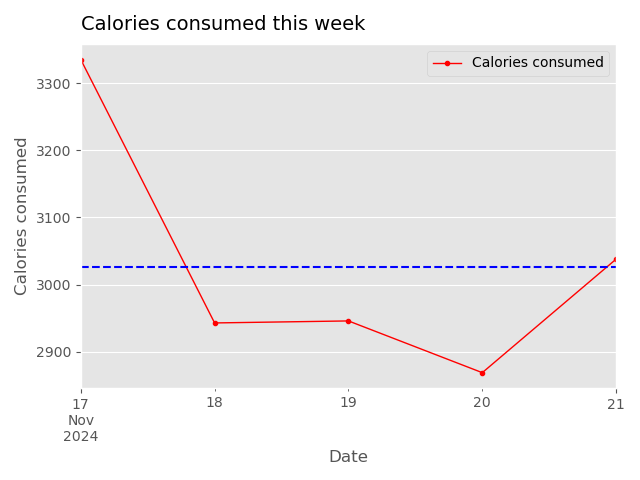 Calories consumed this week
Calories consumed
3300
3200
3100
3000
2900
Calories consumed
17
Nov
2024
18
19
20
21
Date